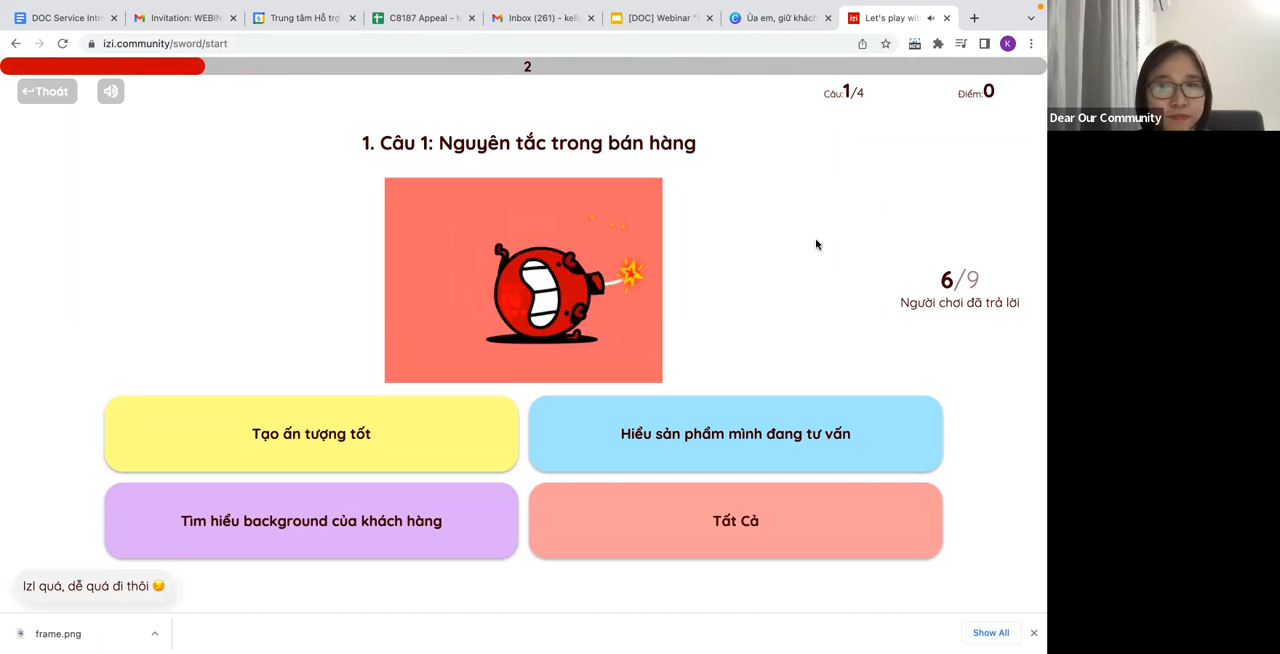 DOC Service Intro
Invitation: WEBIN
Trung tâm Hỗ trợ
C8187 Appeal - M
Inbox (261) - kelly
[DOC] Webinar "
Ủa em, giữ khách
Let's play wit
izi.community/sword/start
K
2
Thoát
Câu:1/4
Điểm:0
1. Câu 1: Nguyên tắc trong bán hàng
6/9
Người chơi đã trả lời
Tạo ấn tượng tốt
Hiểu sản phẩm mình đang tư vấn
Tìm hiểu background của khách hàng
Tất Cả
IzI quá, dễ quá đi thôi 😏
frame.png
Show All
Dear Our Community